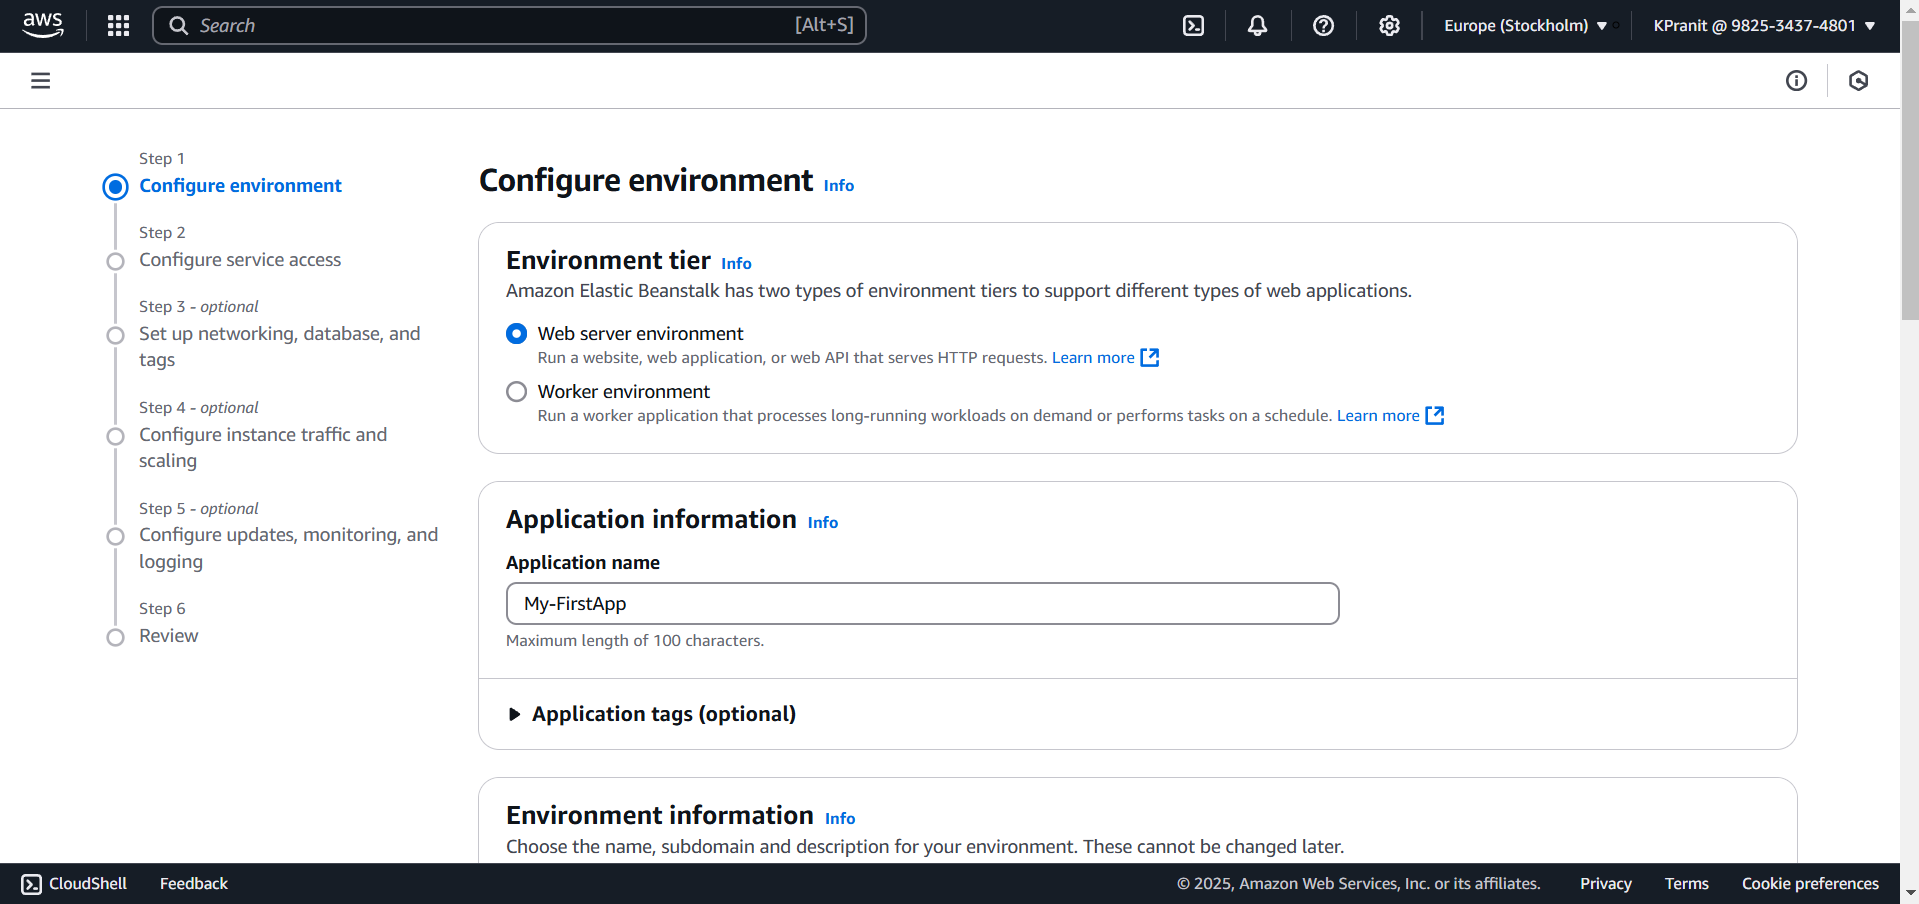 aws
Search [Alt+S]
Europe (Stockholm)
KPranit @ 9825-3437-4801
Step 1
Configure environment
Step 2
Configure service access
Step 3 - optional
Set up networking, database, and
tags
Step 4 - optional
Configure instance traffic and
scaling
Step 5 - optional
Configure updates, monitoring, and
logging
Step 6
Review
Configure environment Info
Environment tier Info
Amazon Elastic Beanstalk has two types of environment tiers to support different types of web applications.
Web server environment
Run a website, web application, or web API that serves HTTP requests. Learn more
Worker environment
Run a worker application that processes long-running workloads on demand or performs tasks on a schedule. Learn more
Application information Info
Application name
My-FirstApp
Maximum length of 100 characters.
Application tags (optional)
Environment information Info
Choose the name, subdomain and description for your environment. These cannot be changed later.
CloudShell Feedback © 2025, Amazon Web Services, Inc. or its affiliates. Privacy Terms Cookie preferences